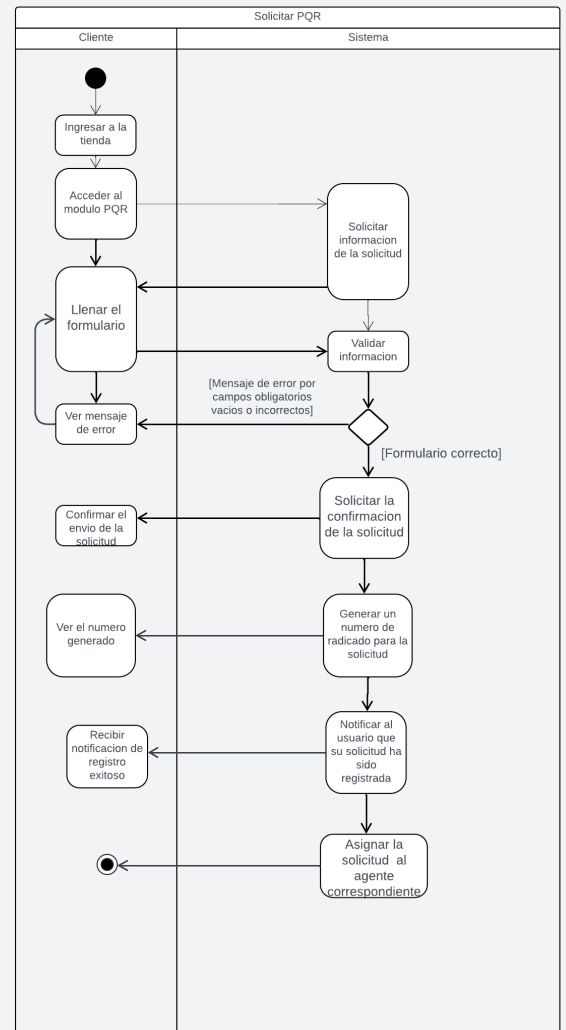 Solicitar PQR
Cliente
Sistema
Ingresar a la
tienda
Acceder al
modulo PQR
Solicitar
informacion
de la solicitud
Llenar el
formulario
Validar
informacion
[Mensaje de error por
campos obligatorios
vacios o incorrectos]
Ver mensaje
de error
[Formulario correcto]
Solicitar la
confirmacion
de la solicitud
Confirmar el
envio de la
solicitud
Generar un
numero de
radicado para la
solicitud
Ver el numero
generado
Notificar al
usuario que
su solicitud ha
sido
registrada
Recibir
notificacion de
registro
exitoso
Asignar la
solicitud al
agente
correspondiente